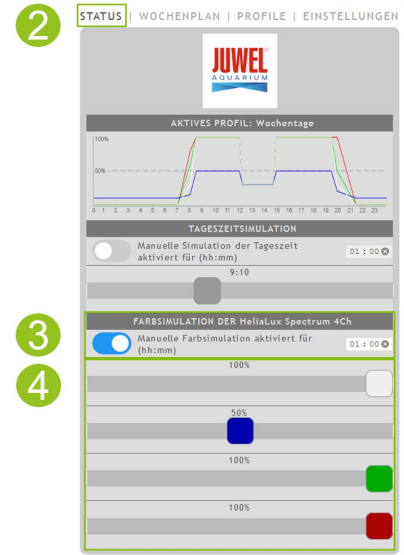 2
STATUS | WOCHENPLAN | PROFILE | EINSTELLUNGEN
JUWEL
AQUARIUM
AKTIVES PROFIL: Wochentage
100%
50%
0 1 2 3 4 5 6 7 8 9 10 11 12 13 14 15 16 17 18 19 20 21 22 23
TAGESZEITSIMULATION
Manuelle Simulation der Tageszeit
aktiviert für (hh:mm)
01 : 00
9:10
3
FARBSIMULATION DER HeliaLux Spectrum 4Ch
Manuelle Farbsimulation aktiviert für
(hh:mm)
01 : 00
4
100%
50%
100%
100%